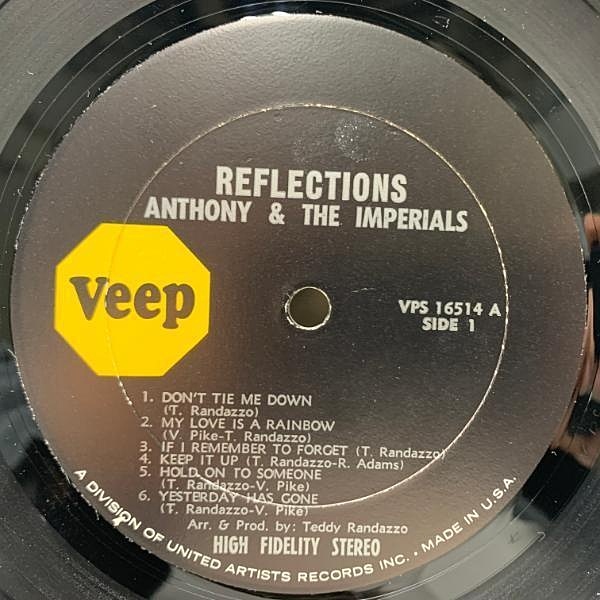 REFLECTIONS
ANTHONY & THE IMPERIALS
Veep
VPS 16514 A
SIDE 1
1. DON'T TIE ME DOWN
(T. Randazzo)
2. MY LOVE IS A RAINBOW
(V. Pike-T. Randazzo)
3. IF I REMEMBER TO FORGET (T. Randazzo)
4. KEEP IT UP (T. Randazzo-R. Adams)
5. HOLD ON TO SOMEONE
(T. Randazzo-V. Pike)
6. YESTERDAY HAS GONE
(T. Randazzo-V. Pike)
Arr. & Prod. by: Teddy Randazzo
HIGH FIDELITY STEREO
A DIVISION OF UNITED ARTISTS RECORDS INC. • MADE IN U.S.A.